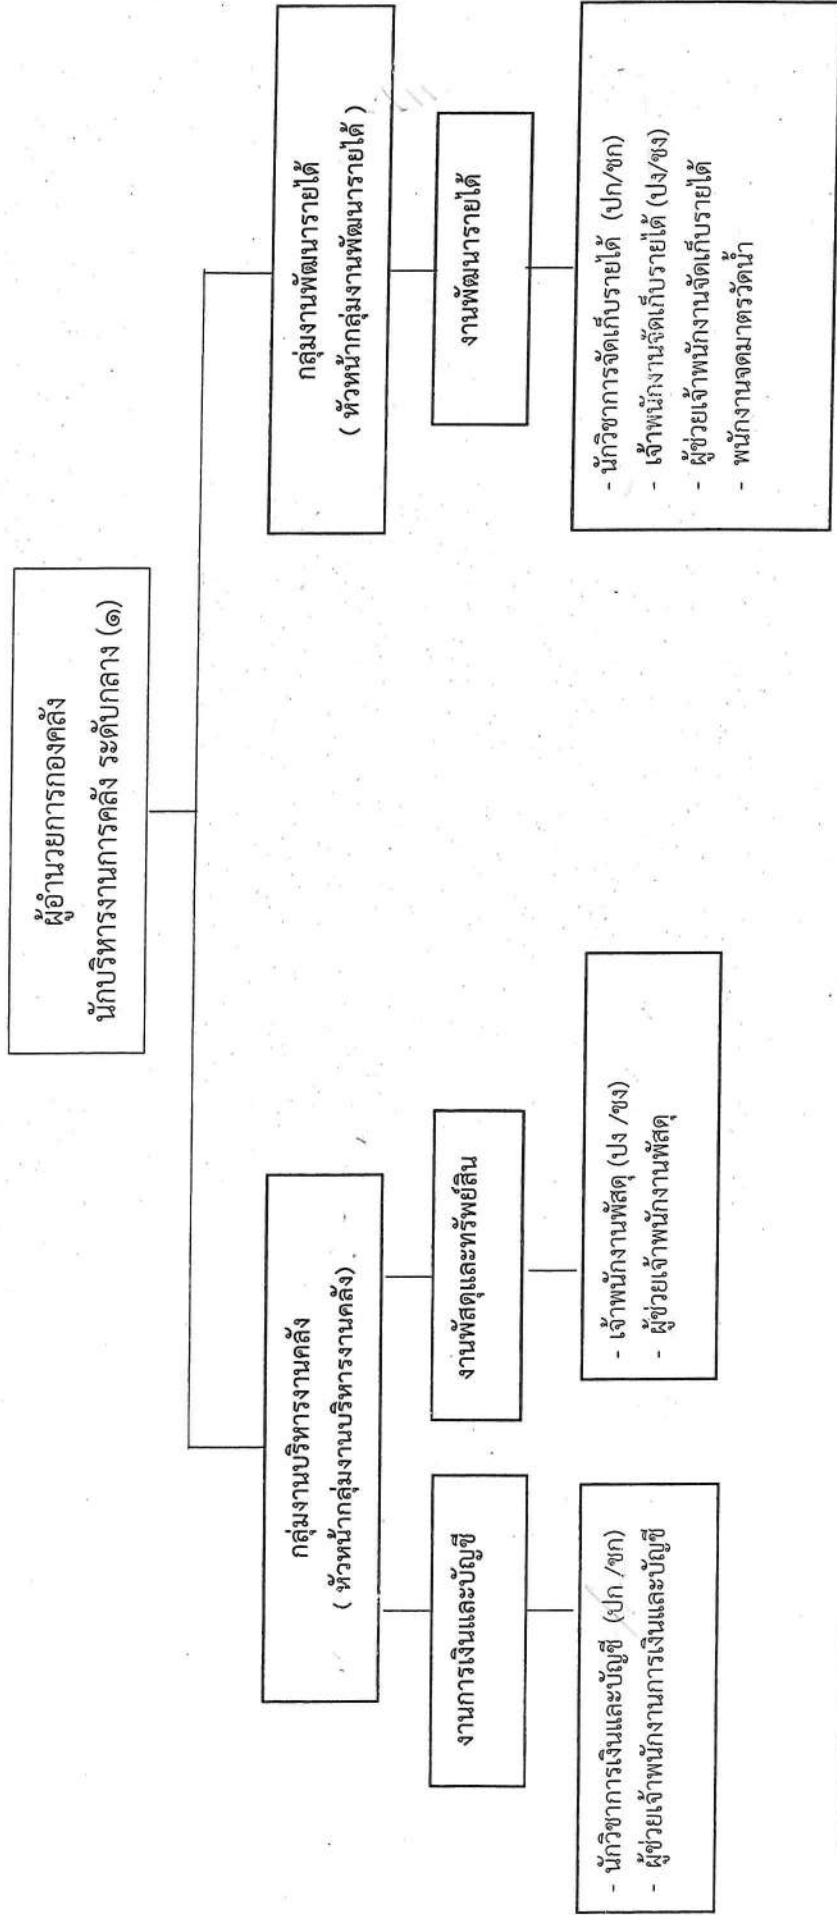 ผู้อำนวยการกองคลัง
นักบริหารงานการคลัง ระดับกลาง (๑)
กลุ่มงานบริหารงานคลัง
( หัวหน้ากลุ่มงานบริหารงานคลัง)
กลุ่มงานพัฒนารายได้
( หัวหน้ากลุ่มงานพัฒนารายได้ )
งานการเงินและบัญชี
งานพัสดุและทรัพย์สิน
งานพัฒนารายได้
- นักวิชาการเงินและบัญชี (ปก /ชก)
- ผู้ช่วยเจ้าพนักงานการเงินและบัญชี
- เจ้าพนักงานพัสดุ (ปง /ชง)
- ผู้ช่วยเจ้าพนักงานพัสดุ
- นักวิชาการจัดเก็บรายได้ (ปก/ชก)
- เจ้าพนักงานจัดเก็บรายได้ (ปง/ชง)
- ผู้ช่วยเจ้าพนักงานจัดเก็บรายได้
- พนักงานจดมาตรวัดน้ำ